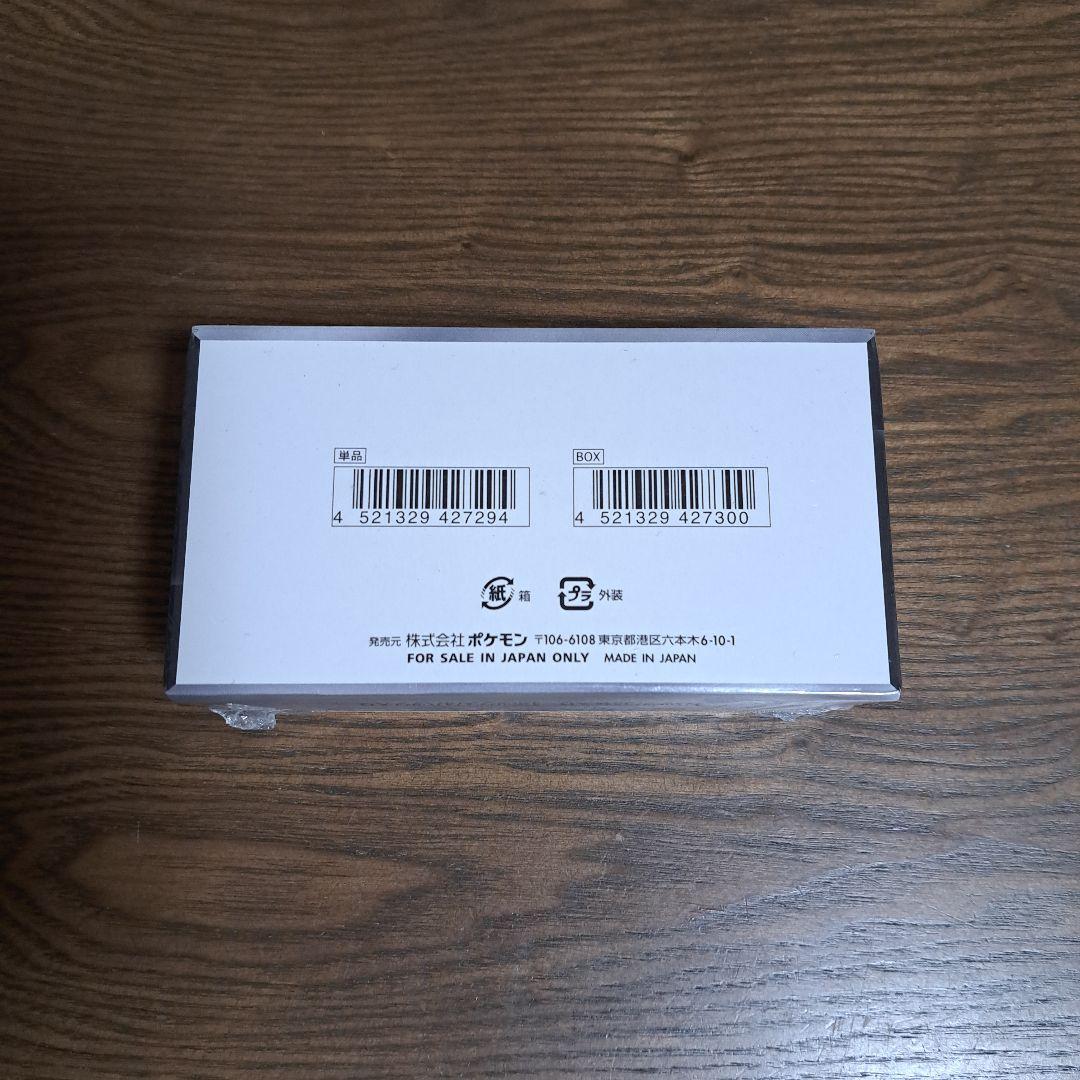 単品
4 521329 427294
BOX
4 521329 427300
紙 箱 プラ 外装
発売元 株式会社 ポケモン 〒106-6108 東京都港区六本木6-10-1
FOR SALE IN JAPAN ONLY MADE IN JAPAN